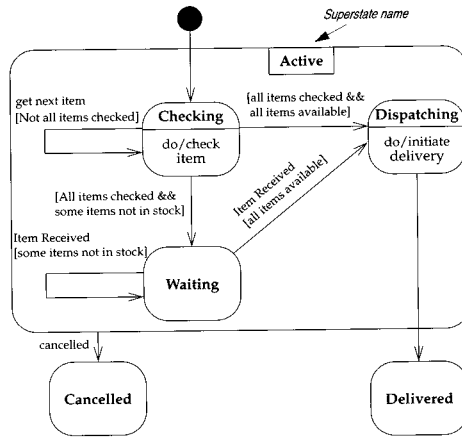 Superstate name
Active
get next item
[Not all items checked]
Checking
do/check
item
[all items checked &&
all items available]
Dispatching
do/initiate
delivery
[All items checked &&
some items not in stock]
Item Received
[all items available]
Item Received
[some items not in stock]
Waiting
cancelled
Cancelled
Delivered